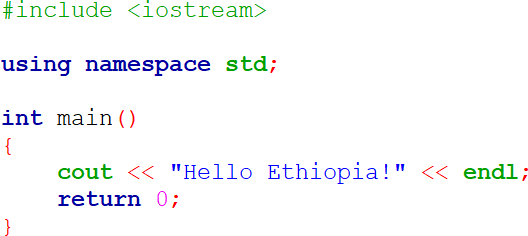 #include <iostream>

using namespace std;

int main()
{
    cout << "Hello Ethiopia!" << endl;
    return 0;
}